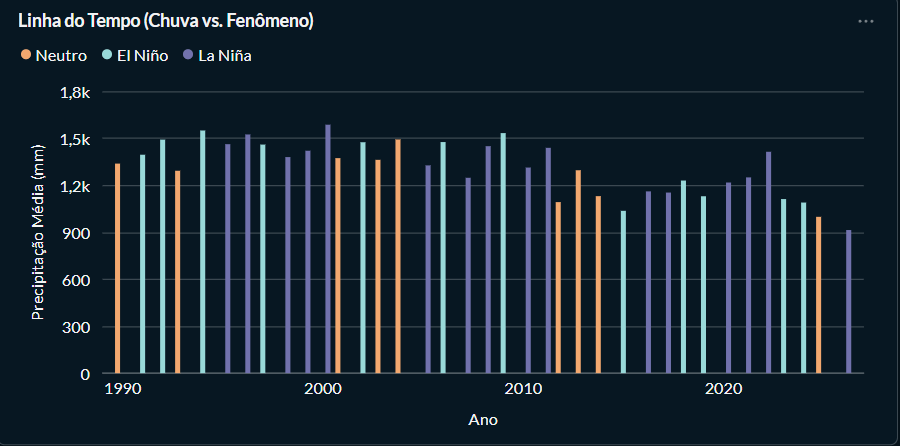 Linha do Tempo (Chuva vs. Fenômeno)
Neutro El Niño La Niña
1,8k
1,5k
1,2k
900
600
300
0
Precipitação Média (mm)
1990 2000 2010 2020
Ano